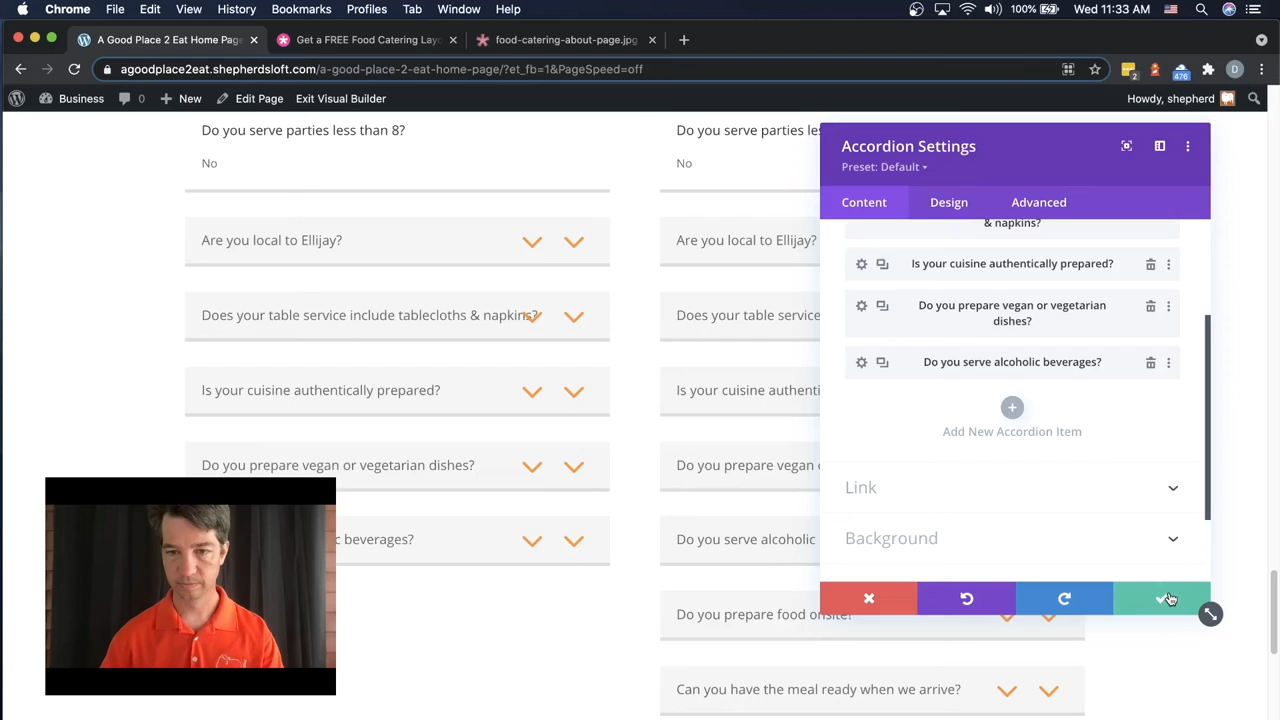 Chrome File Edit View History Bookmarks Profiles Tab Window Help 100% Wed 11:33 AM
A Good Place 2 Eat Home Page
Get a FREE Food Catering Layo
food-catering-about-page.jpg
agoodplace2eat.shepherdsloft.com/a-good-place-2-eat-home-page/?et_fb=1&PageSpeed=off
2
476
D
Business 0 New Edit Page Exit Visual Builder Howdy, shepherd
Do you serve parties less than 8?
No
Are you local to Ellijay?
Does your table service include tablecloths & napkins?
Is your cuisine authentically prepared?
Do you prepare vegan or vegetarian dishes?
ic beverages?
Do you serve parties les
No
Are you local to Ellijay?
Does your table service
Is your cuisine authenti
Do you prepare vegan o
Do you serve alcoholic
Do you prepare food onsite?
Can you have the meal ready when we arrive?
Accordion Settings
Preset: Default
Content Design Advanced
& napkins?
Is your cuisine authentically prepared?
Do you prepare vegan or vegetarian
dishes?
Do you serve alcoholic beverages?
Add New Accordion Item
Link
Background